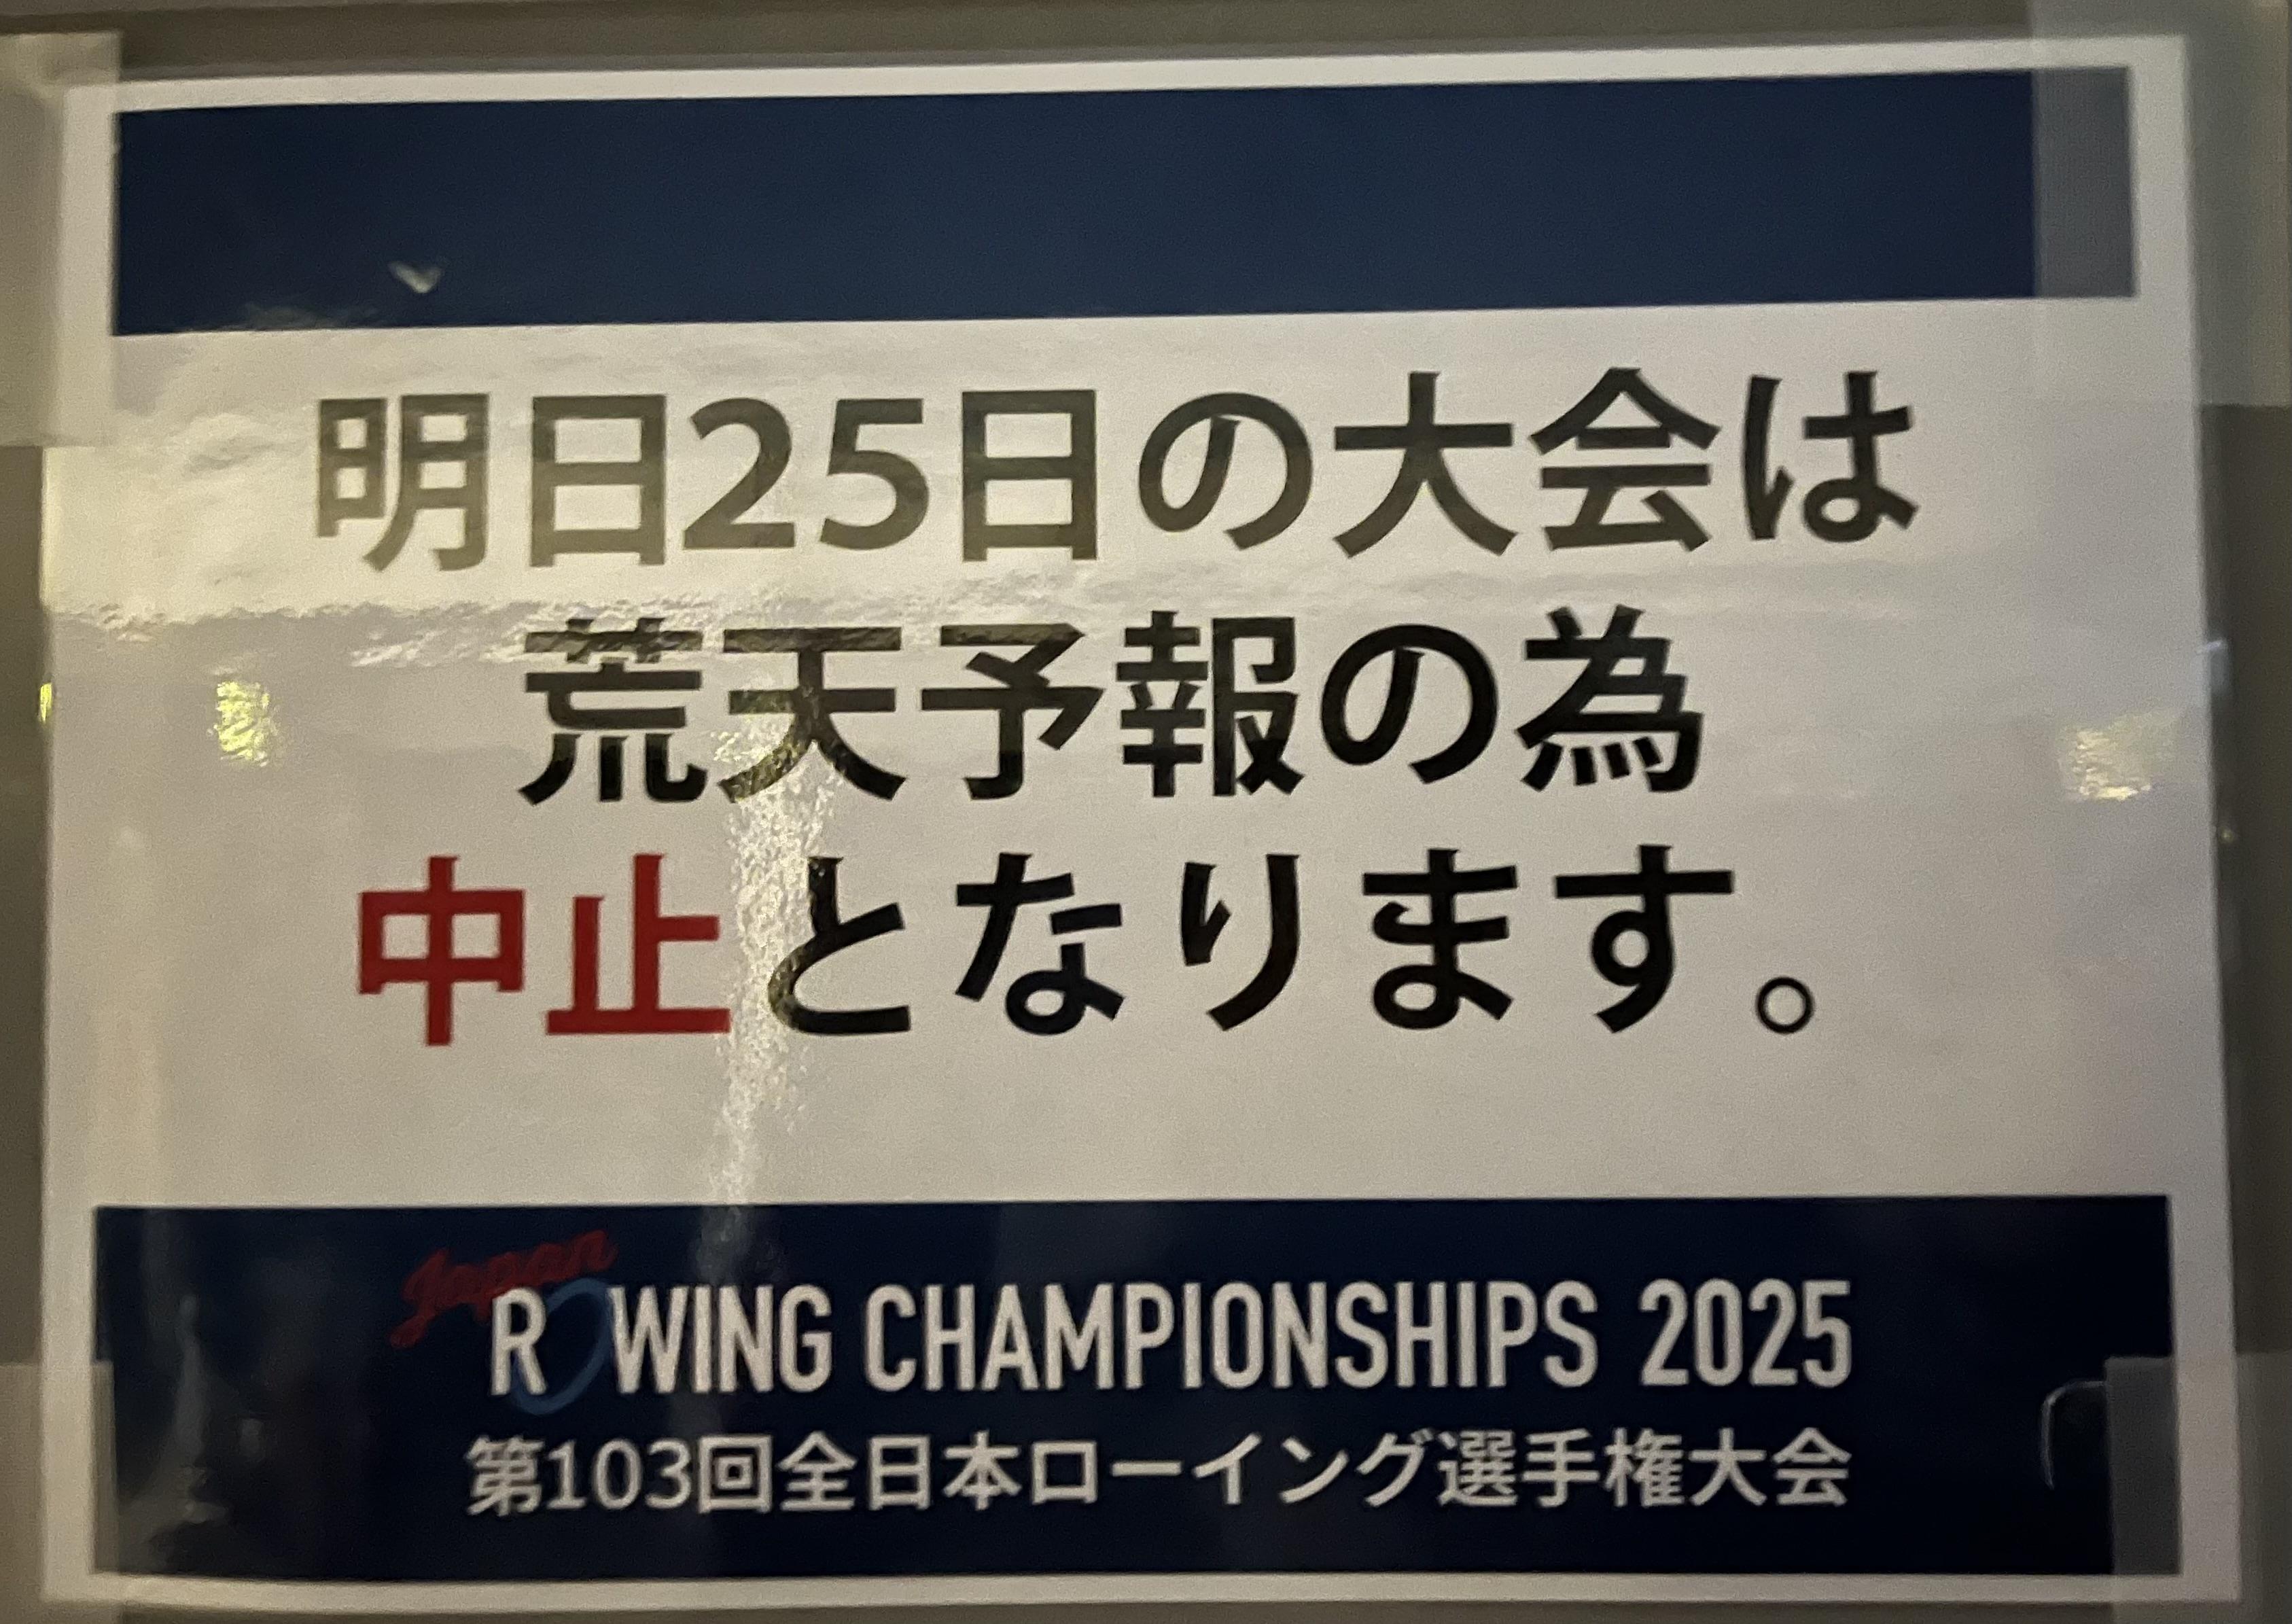 明日25日の大会は
荒天予報の為
中止となります。
Japan
ROWING CHAMPIONSHIPS 2025
第103回全日本ローイング選手権大会